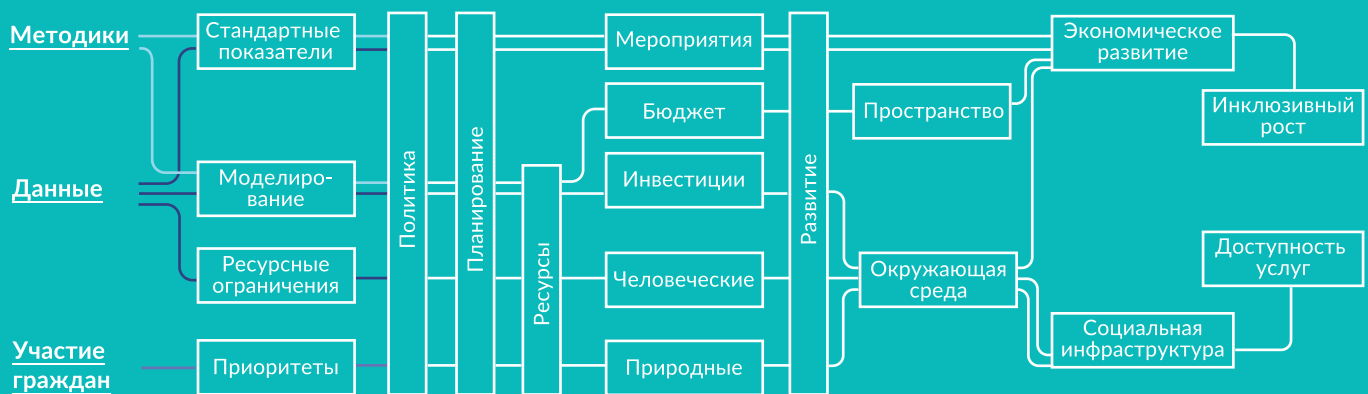 Методики
Данные
Участие
граждан
Стандартные
показатели
Моделиро-
вание
Ресурсные
ограничения
Приоритеты
Политика
Планирование
Ресурсы
Мероприятия
Бюджет
Инвестиции
Человеческие
Природные
Развитие
Пространство
Окружающая
среда
Экономическое
развитие
Социальная
инфраструктура
Инклюзивный
рост
Доступность
услуг